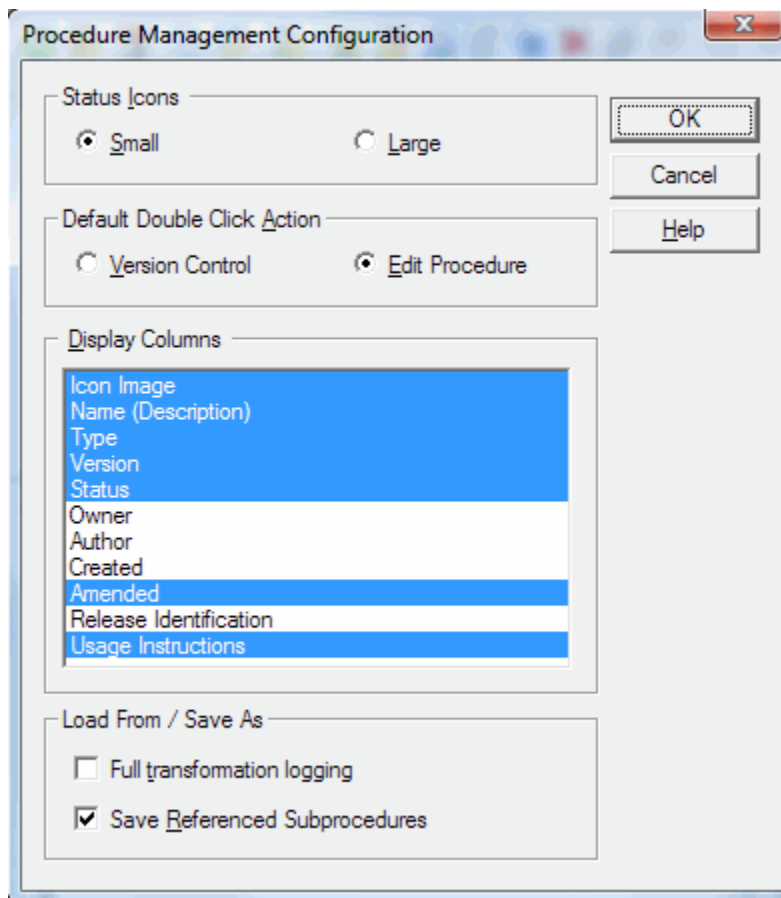 Procedure Management Configuration
Status Icons
Small
Large
OK
Cancel
Help
Default Double Click Action
Version Control
Edit Procedure
Display Columns
Icon Image
Name (Description)
Type
Version
Status
Owner
Author
Created
Amended
Release Identification
Usage Instructions
Load From / Save As
Full transformation logging
Save Referenced Subprocedures